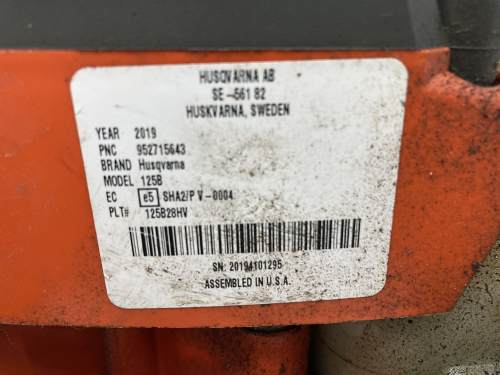 HUSQVARNA AB
SE-561 82
HUSKVARNA, SWEDEN
YEAR 2019
PNC 952715643
BRAND Husqvarna
MODEL 125B
EC e5 SHA2/P V-0004
PLT# 125B28HV
SN: 20194101295
ASSEMBLED IN U.S.A.